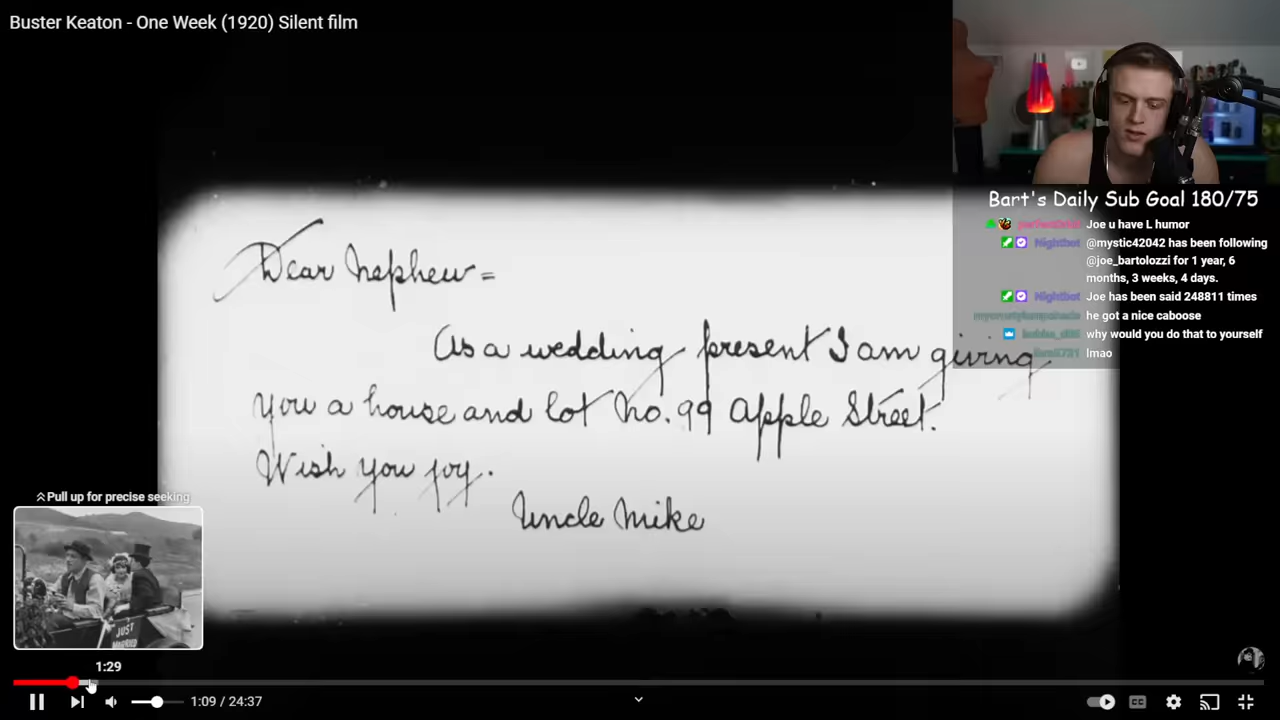 Buster Keaton - One Week (1920) Silent film
Bart's Daily Sub Goal 180/75
Joe u have L humor
Nightbot @mystic42042 has been following
@joe_bartolozzi for 1 year, 6
months, 3 weeks, 4 days.
Nightbot Joe has been said 248811 times
he got a nice caboose
why would you do that to yourself
lmao
Dear Nephew =
As a wedding present I am giving
you a house and lot No. 99 Apple Street.
Wish you joy.
Uncle Mike
Pull up for precise seeking
JUST
MARRIED
1:29
1:09 / 24:37
CC